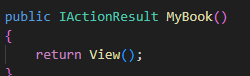 public IActionResult MyBook()
{
    return View();
}